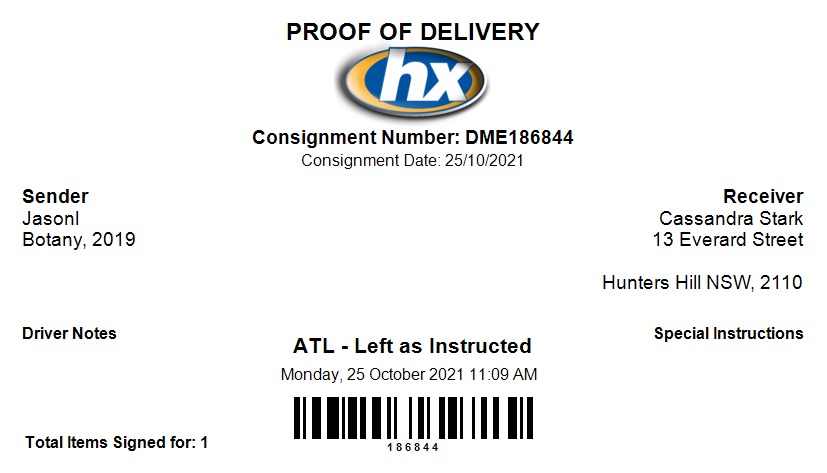 PROOF OF DELIVERY
hx
Consignment Number: DME186844
Consignment Date: 25/10/2021
Sender
JasonI
Botany, 2019
Receiver
Cassandra Stark
13 Everard Street
Hunters Hill NSW, 2110
Driver Notes
ATL - Left as Instructed
Monday, 25 October 2021 11:09 AM
Special Instructions
186844
Total Items Signed for: 1